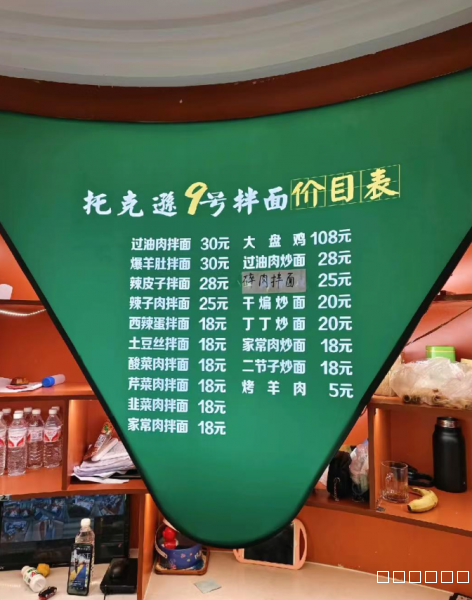 托克逊9号拌面价目表
过油肉拌面 30元
爆羊肚拌面 30元
辣皮子拌面 28元
辣子肉拌面 25元
西辣蛋拌面 18元
土豆丝拌面 18元
酸菜肉拌面 18元
芹菜肉拌面 18元
韭菜肉拌面 18元
家常肉拌面 18元
大盘鸡 108元
过油肉炒面 28元
肉拌面 25元
干煸炒面 20元
丁丁炒面 20元
家常肉炒面 18元
二节子炒面 18元
烤羊肉 5元